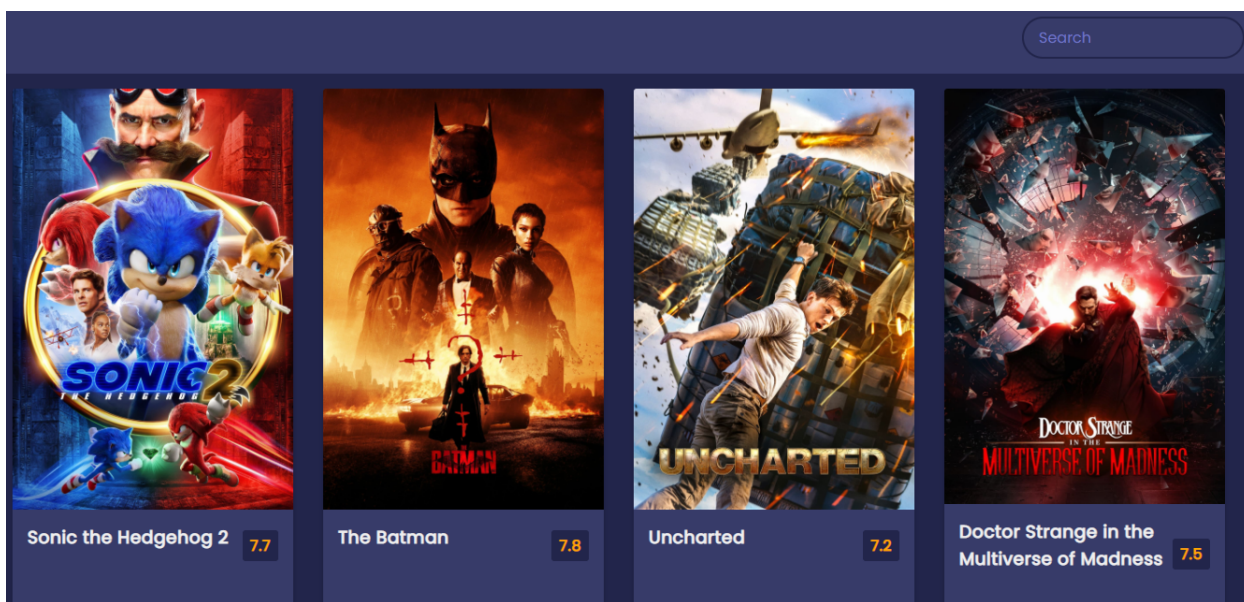 Search
SONIC 2
THE HEDGEHOG
BATMAN
UNCHARTED
DOCTOR STRANGE
IN THE
MULTIVERSE OF MADNESS
Sonic the Hedgehog 2
7.7
The Batman
7.8
Uncharted
7.2
Doctor Strange in the
Multiverse of Madness
7.5